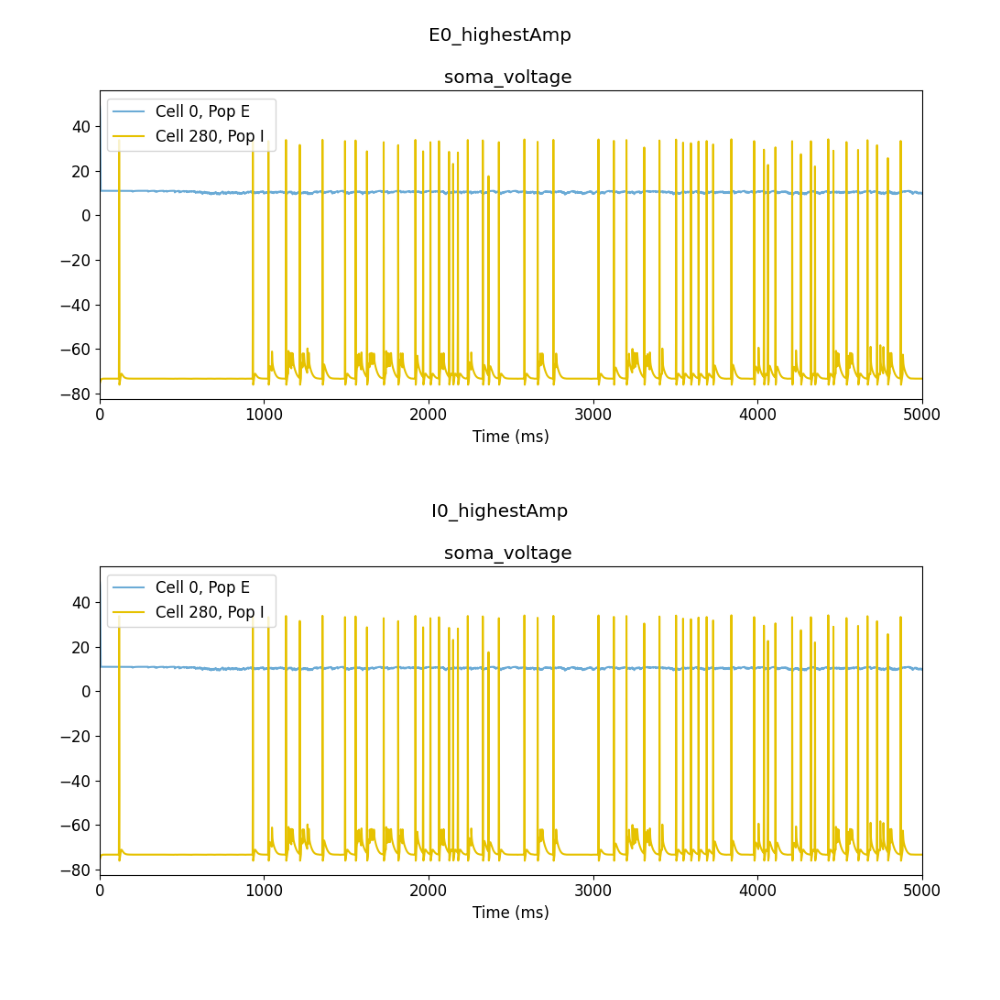 E0_highestAmp
soma_voltage
Cell 0, Pop E
Cell 280, Pop I
40
20
0
−20
−40
−60
−80
0 1000 2000 3000 4000 5000
Time (ms)
I0_highestAmp
soma_voltage
Cell 0, Pop E
Cell 280, Pop I
40
20
0
−20
−40
−60
−80
0 1000 2000 3000 4000 5000
Time (ms)